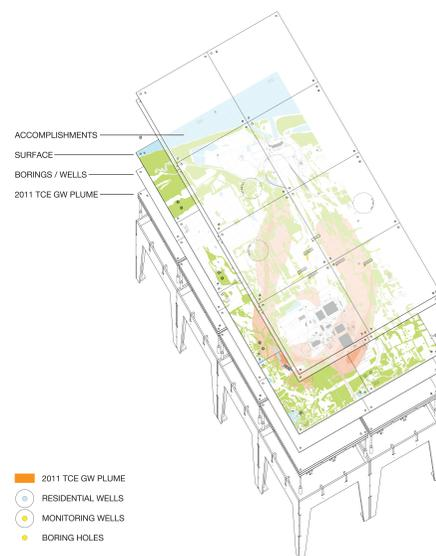 ACCOMPLISHMENTS
SURFACE
BORINGS / WELLS
2011 TCE GW PLUME
2011 TCE GW PLUME
RESIDENTIAL WELLS
MONITORING WELLS
BORING HOLES